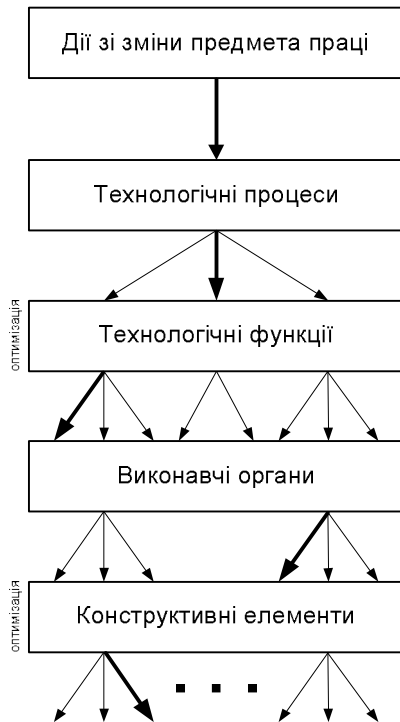 Дії зі зміни предмета праці
Технологічні процеси
оптимізація
Технологічні функції
Виконавчі органи
оптимізація
Конструктивні елементи